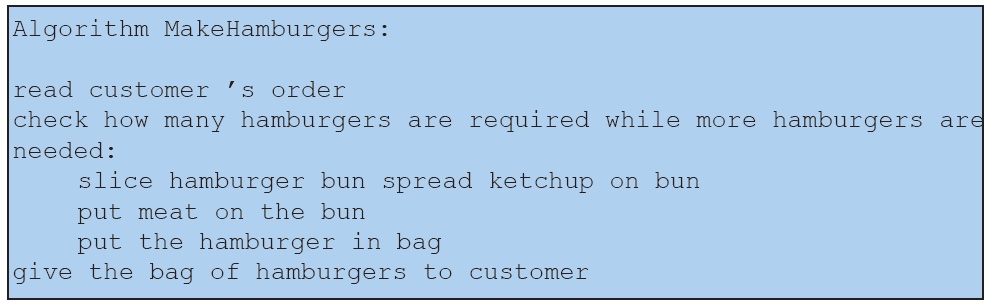 Algorithm MakeHamburgers:
read customer ’s order
check how many hamburgers are required while more hamburgers are
needed:
slice hamburger bun spread ketchup on bun
put meat on the bun
put the hamburger in bag
give the bag of hamburgers to customer